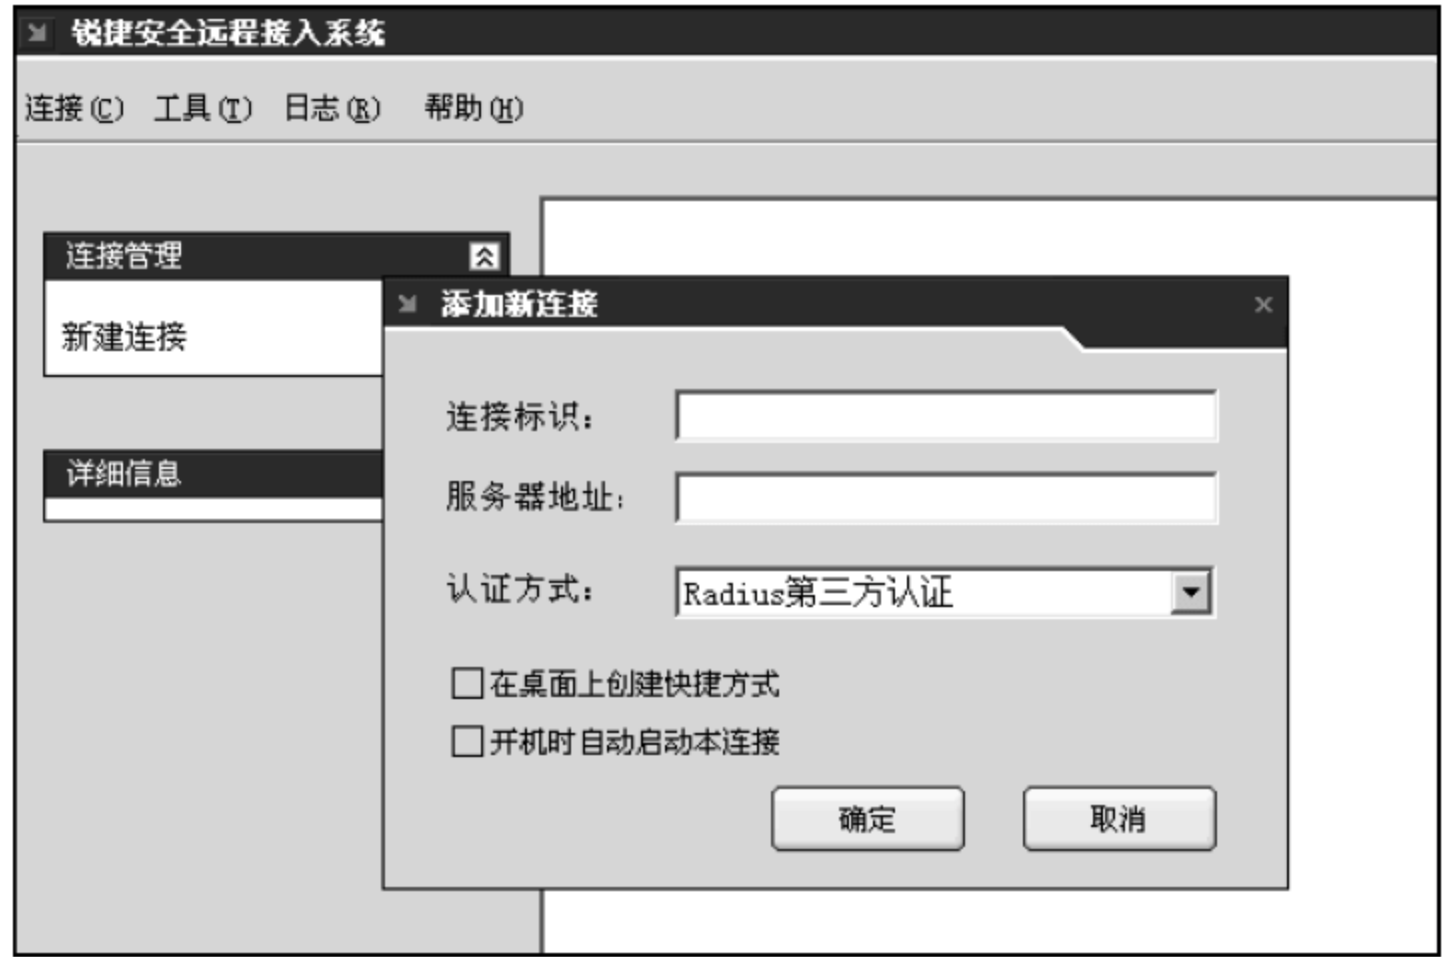 锐捷安全远程接入系统
连接(C) 工具(T) 日志(R) 帮助(H)
连接管理
新建连接
详细信息
添加新连接
连接标识：
服务器地址：
认证方式： Radius第三方认证
在桌面上创建快捷方式
开机时自动启动本连接
确定 取消